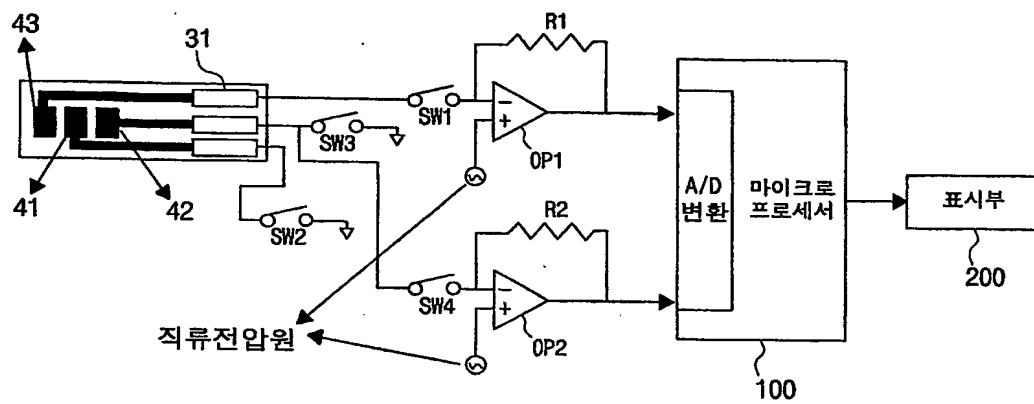 43
31
R1
SW1
SW3
OP1
41
42
SW2
A/D
변환
마이크로
프로세서
표시부
200
R2
SW4
OP2
직류전압원
100